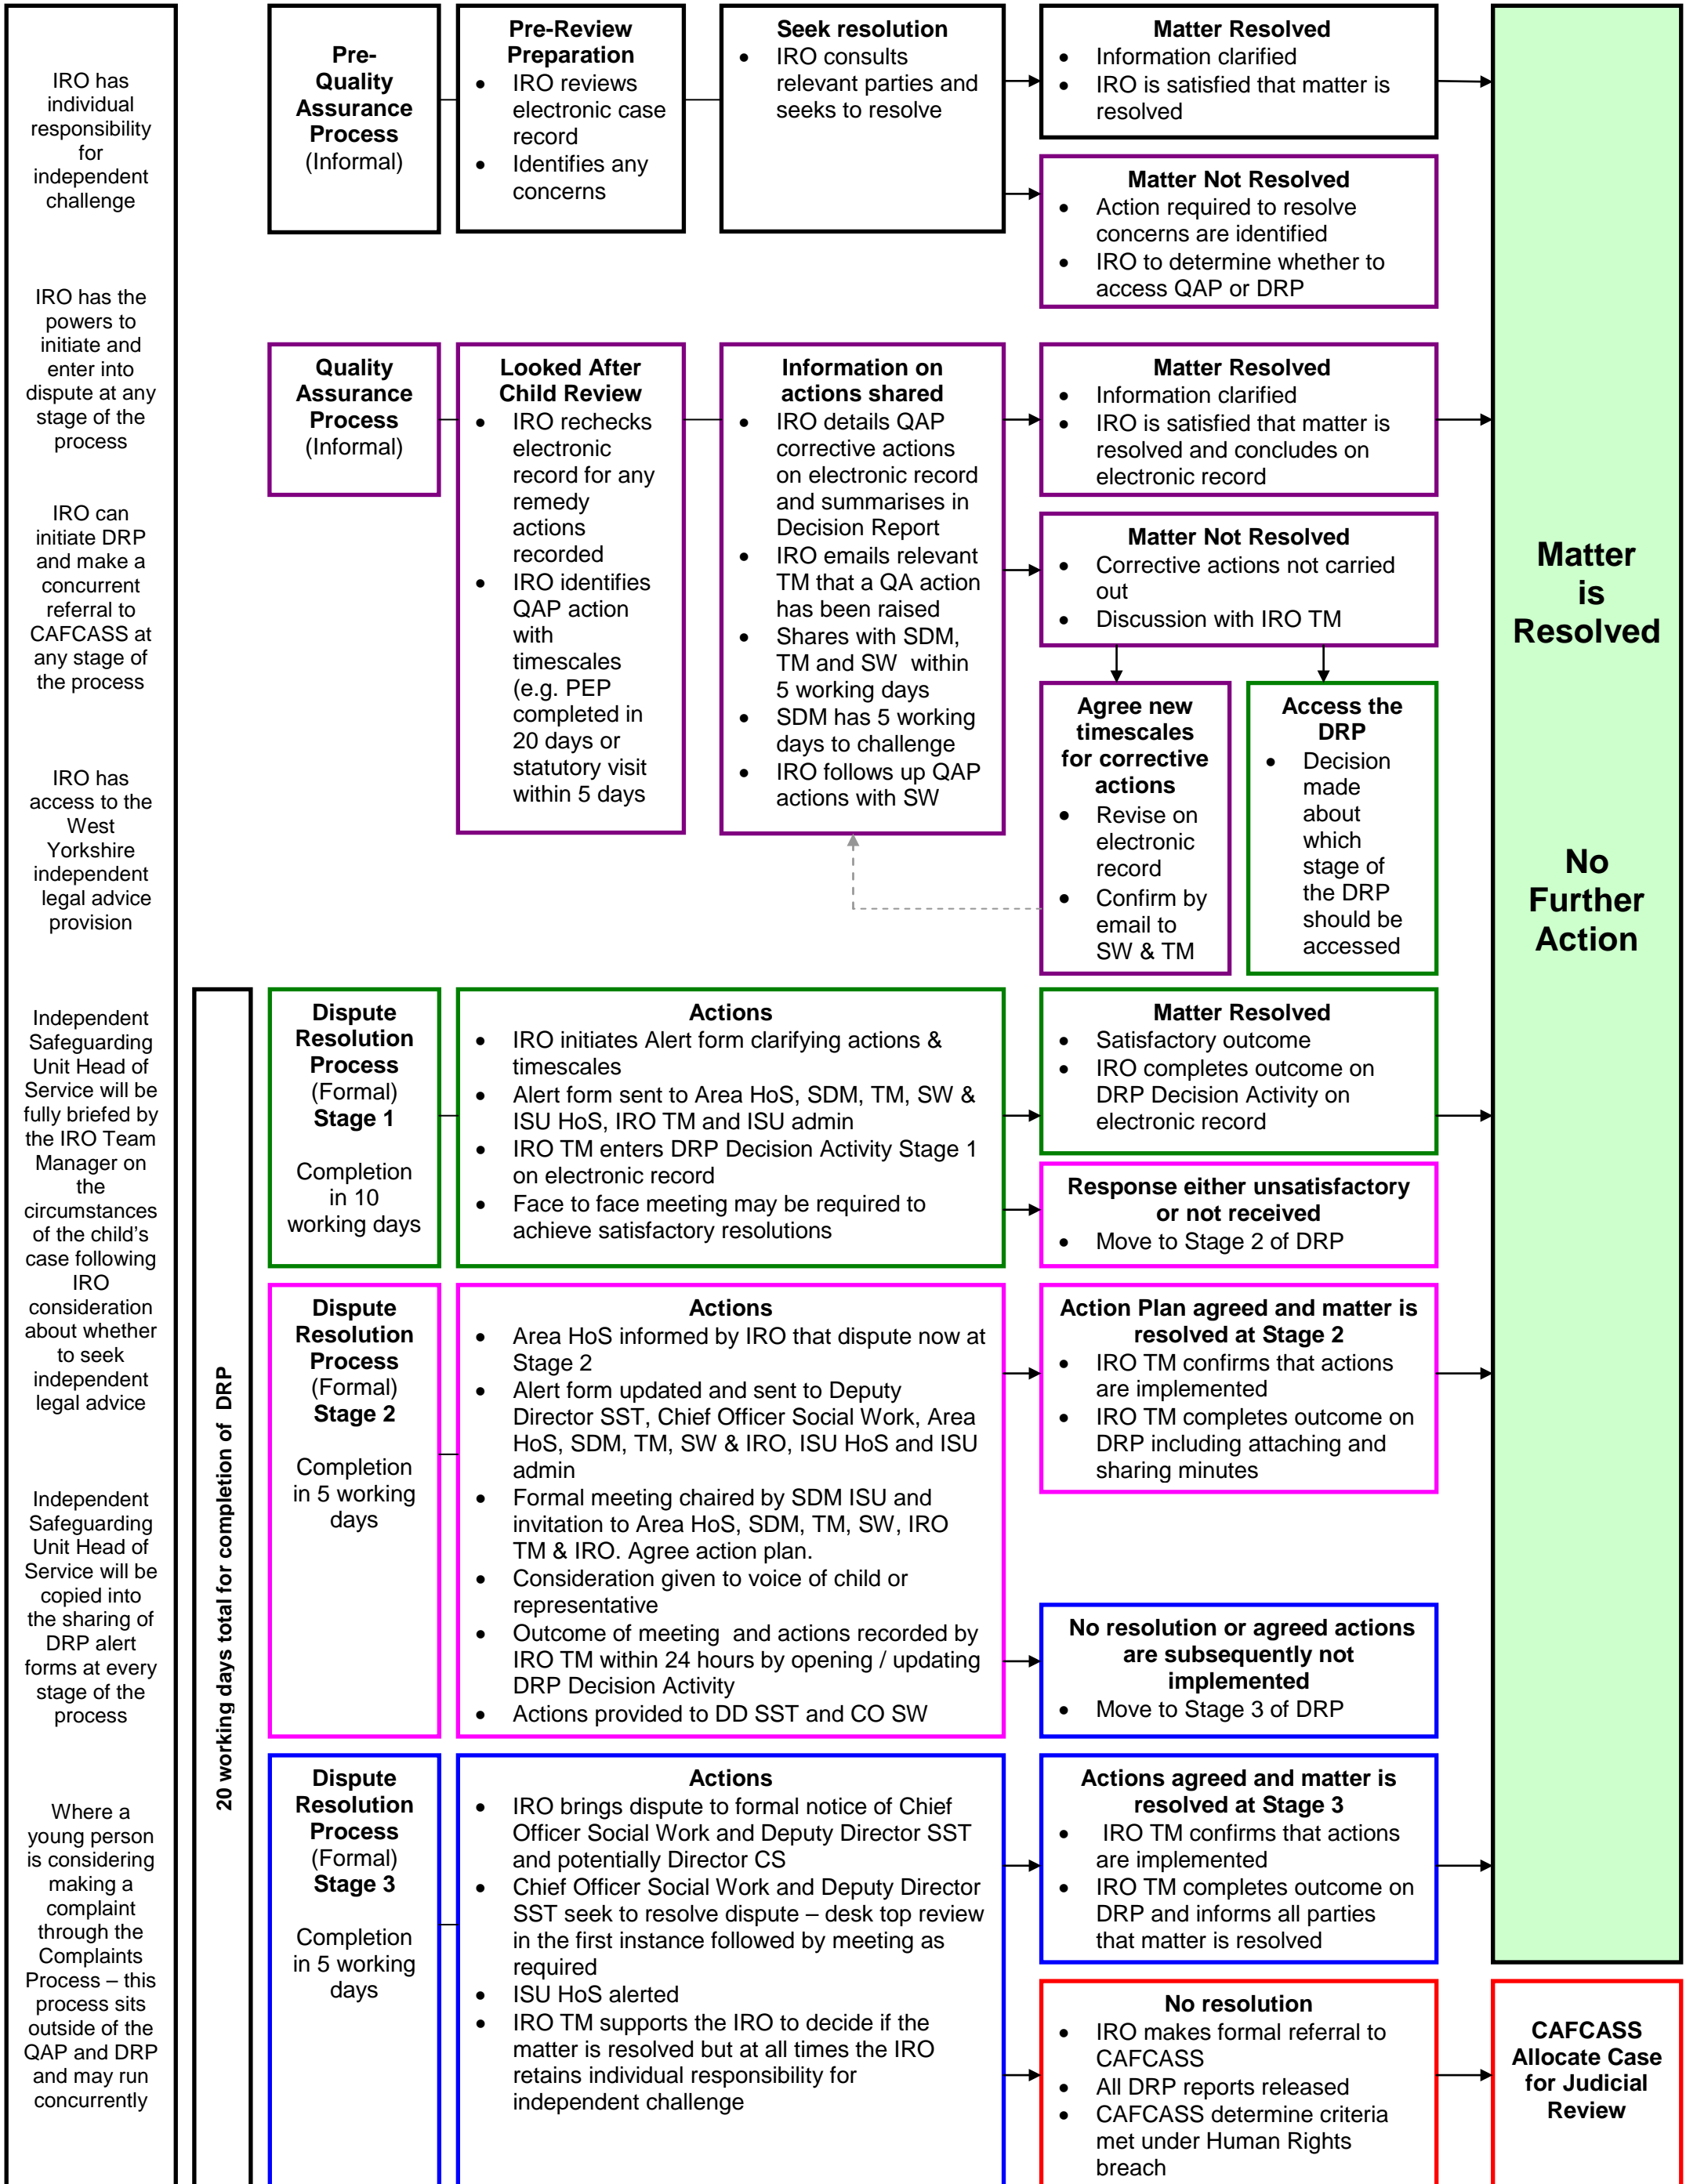 IRO has
individual
responsibility
for
independent
challenge
IRO has the
powers to
initiate and
enter into
dispute at any
stage of the
process
IRO can
initiate DRP
and make a
concurrent
referral to
CAFCASS at
any stage of
the process
IRO has
access to the
West
Yorkshire
independent
legal advice
provision
Independent
Safeguarding
Unit Head of
Service will be
fully briefed by
the IRO Team
Manager on
the
circumstances
of the child's
case following
IRO
consideration
about whether
to seek
independent
legal advice
Independent
Safeguarding
Unit Head of
Service will be
copied into
the sharing of
DRP alert
forms at every
stage of the
process
Where a
young person
is considering
making a
complaint
through the
Complaints
Process – this
process sits
outside of the
QAP and DRP
and may run
concurrently
Pre-
Quality
Assurance
Process
(Informal)
Pre-Review
Preparation
• IRO reviews
electronic case
record
• Identifies any
concerns
Seek resolution
• IRO consults
relevant parties and
seeks to resolve
Matter Resolved
• Information clarified
• IRO is satisfied that matter is
resolved
Matter Not Resolved
• Action required to resolve
concerns are identified
• IRO to determine whether to
access QAP or DRP
Quality
Assurance
Process
(Informal)
Looked After
Child Review
• IRO rechecks
electronic
record for any
remedy
actions
recorded
• IRO identifies
QAP action
with
timescales
(e.g. PEP
completed in
20 days or
statutory visit
within 5 days
Information on
actions shared
• IRO details QAP
corrective actions
on electronic record
and summarises in
Decision Report
• IRO emails relevant
TM that a QA action
has been raised
• Shares with SDM,
TM and SW within
5 working days
• SDM has 5 working
days to challenge
• IRO follows up QAP
actions with SW
Matter Resolved
• Information clarified
• IRO is satisfied that matter is
resolved and concludes on
electronic record
Matter Not Resolved
• Corrective actions not carried
out
• Discussion with IRO TM
Agree new
timescales
for corrective
actions
• Revise on
electronic
record
• Confirm by
email to
SW & TM
Access the
DRP
• Decision
made
about
which
stage of
the DRP
should be
accessed
20 working days total for completion of DRP
Dispute
Resolution
Process
(Formal)
Stage 1
Completion
in 10
working days
Actions
• IRO initiates Alert form clarifying actions &
timescales
• Alert form sent to Area HoS, SDM, TM, SW &
ISU HoS, IRO TM and ISU admin
• IRO TM enters DRP Decision Activity Stage 1
on electronic record
• Face to face meeting may be required to
achieve satisfactory resolutions
Matter Resolved
• Satisfactory outcome
• IRO completes outcome on
DRP Decision Activity on
electronic record
Response either unsatisfactory
or not received
• Move to Stage 2 of DRP
Dispute
Resolution
Process
(Formal)
Stage 2
Completion
in 5 working
days
Actions
• Area HoS informed by IRO that dispute now at
Stage 2
• Alert form updated and sent to Deputy
Director SST, Chief Officer Social Work, Area
HoS, SDM, TM, SW & IRO, ISU HoS and ISU
admin
• Formal meeting chaired by SDM ISU and
invitation to Area HoS, SDM, TM, SW, IRO
TM & IRO. Agree action plan.
• Consideration given to voice of child or
representative
• Outcome of meeting and actions recorded by
IRO TM within 24 hours by opening / updating
DRP Decision Activity
• Actions provided to DD SST and CO SW
Action Plan agreed and matter is
resolved at Stage 2
• IRO TM confirms that actions
are implemented
• IRO TM completes outcome on
DRP including attaching and
sharing minutes
No resolution or agreed actions
are subsequently not
implemented
• Move to Stage 3 of DRP
Dispute
Resolution
Process
(Formal)
Stage 3
Completion
in 5 working
days
Actions
• IRO brings dispute to formal notice of Chief
Officer Social Work and Deputy Director SST
and potentially Director CS
• Chief Officer Social Work and Deputy Director
SST seek to resolve dispute – desk top review
in the first instance followed by meeting as
required
• ISU HoS alerted
• IRO TM supports the IRO to decide if the
matter is resolved but at all times the IRO
retains individual responsibility for
independent challenge
Actions agreed and matter is
resolved at Stage 3
• IRO TM confirms that actions
are implemented
• IRO TM completes outcome on
DRP and informs all parties
that matter is resolved
No resolution
• IRO makes formal referral to
CAFCASS
• All DRP reports released
• CAFCASS determine criteria
met under Human Rights
breach
Matter
is
Resolved
No
Further
Action
CAFCASS
Allocate Case
for Judicial
Review